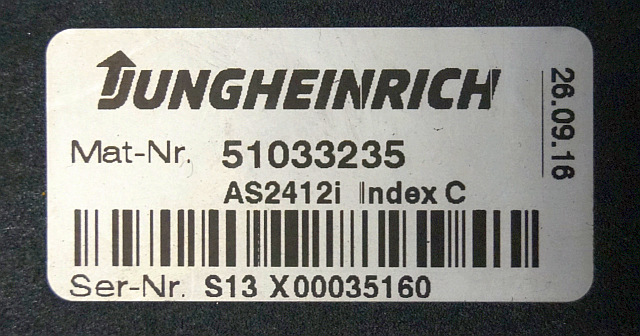 JUNGHEINRICH
26.09.16
Mat-Nr. 51033235
AS2412i Index C
Ser-Nr. S13 X00035160